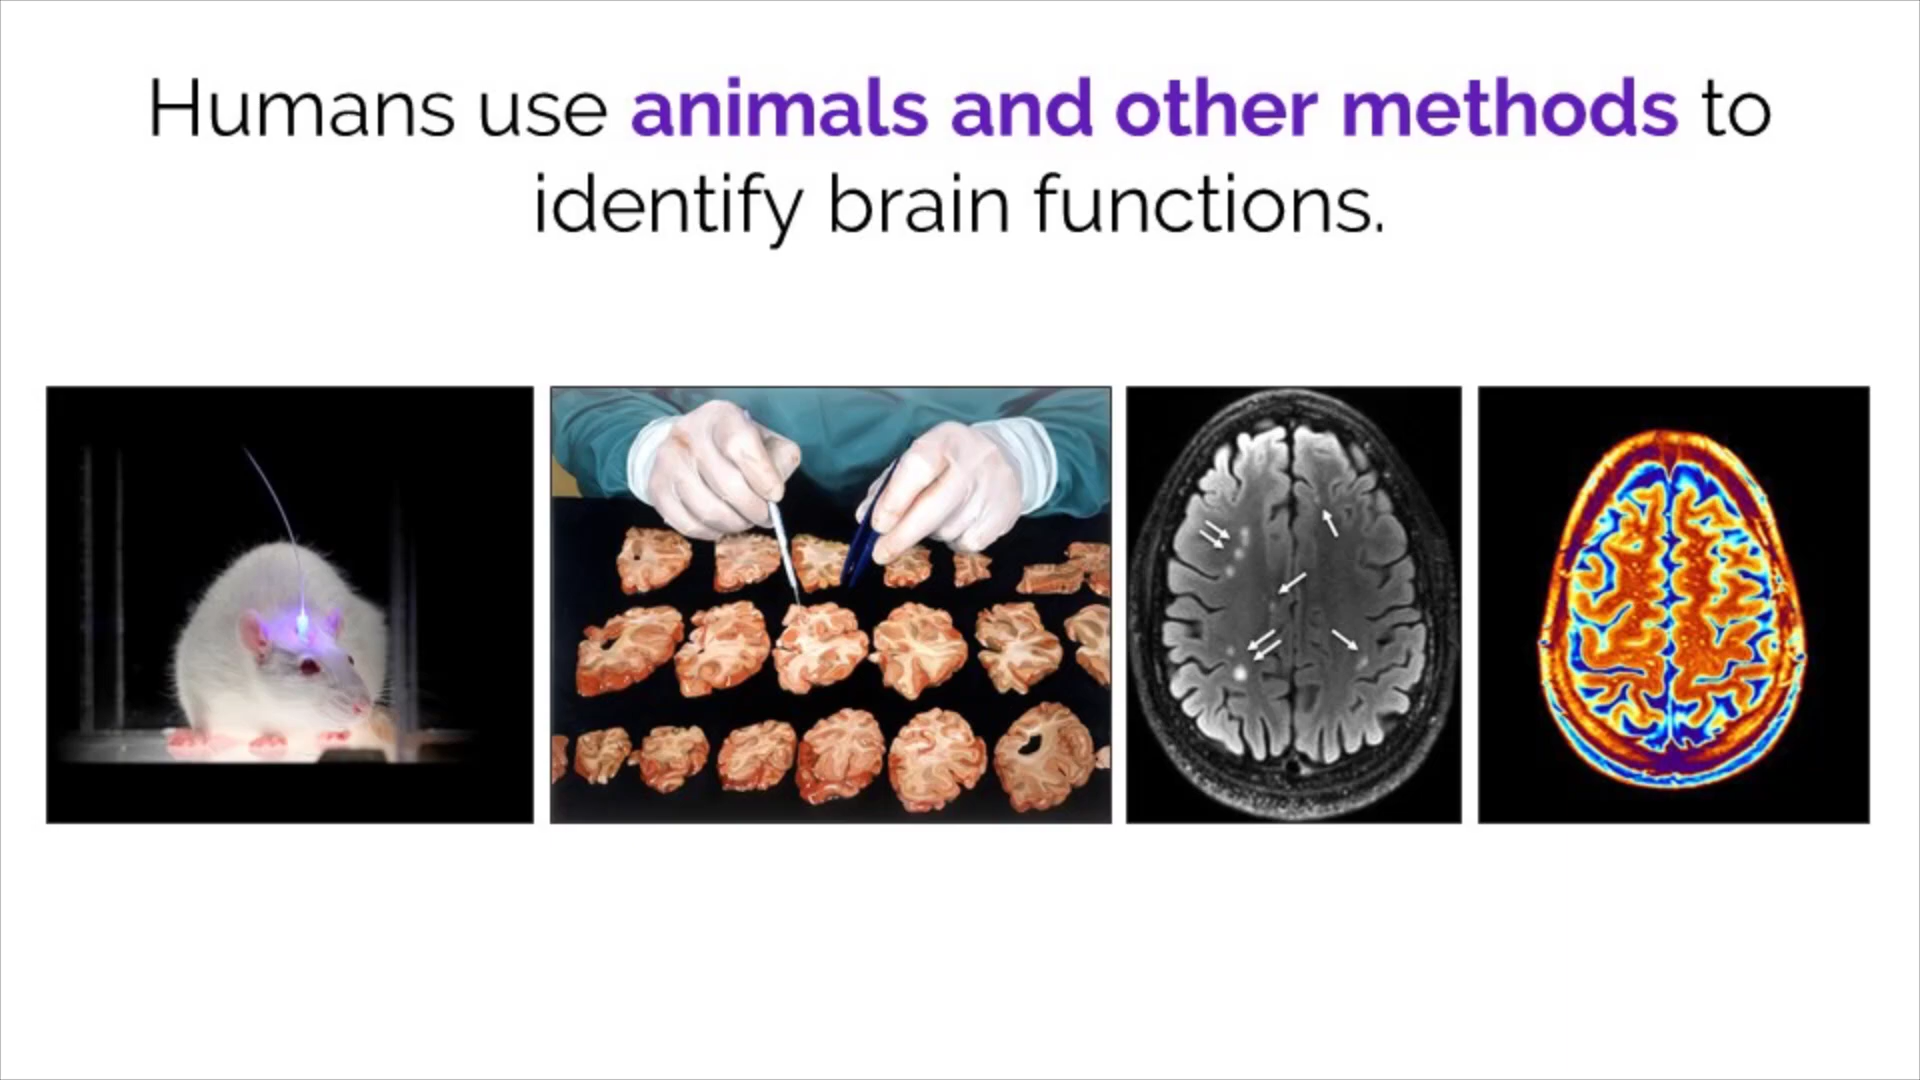 Humans use animals and other methods to
identify brain functions.